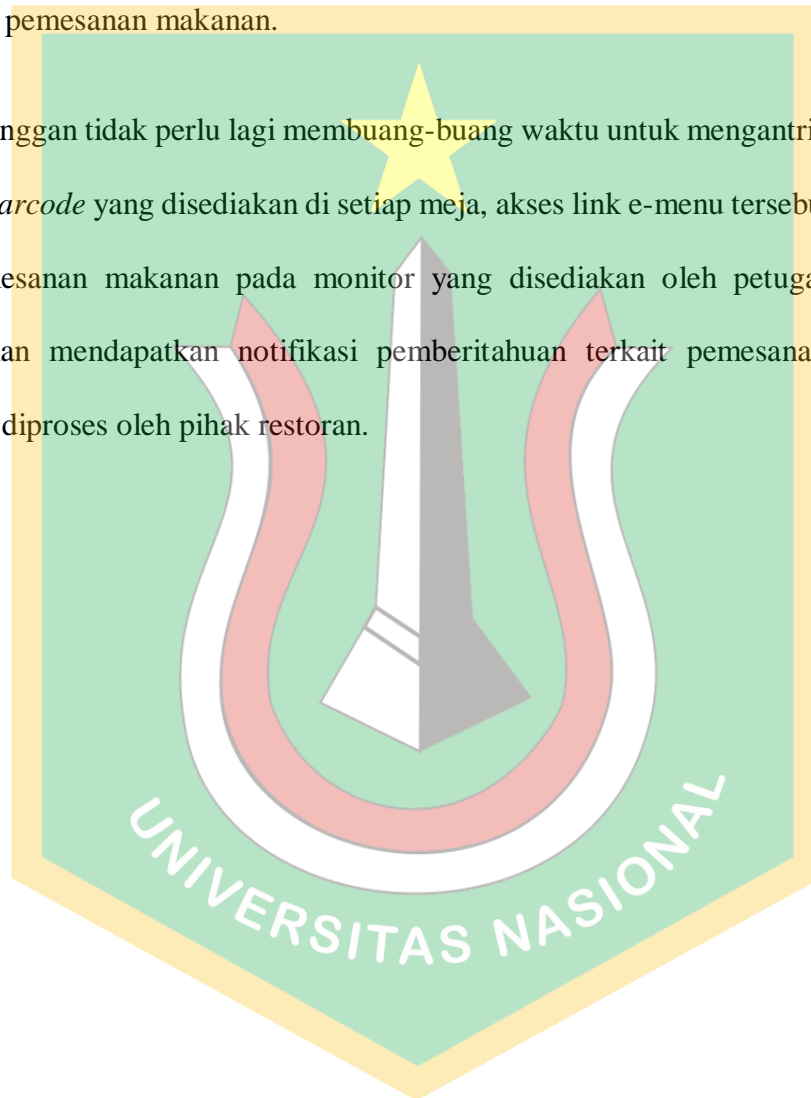 pemesanan makanan.
nggan tidak perlu lagi membuang-buang waktu untuk mengantri
arcode yang disediakan di setiap meja, akses link e-menu tersebu
esanan makanan pada monitor yang disediakan oleh petuga
an mendapatkan notifikasi pemberitahuan terkait pemesana
diproses oleh pihak restoran.
UNIVERSITAS NASIONAL